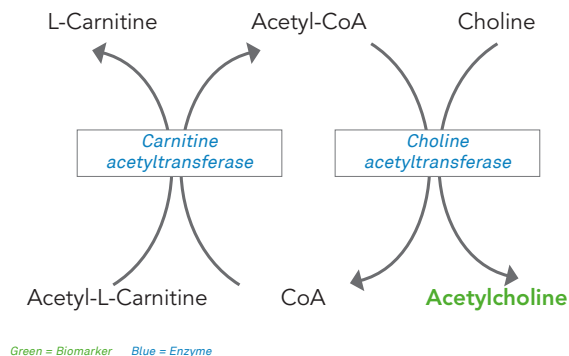 L-Carnitine
Acetyl-CoA
Choline
Carnitine
acetyltransferase
Choline
acetyltransferase
Acetyl-L-Carnitine
CoA
Acetylcholine
Green = Biomarker
Blue = Enzyme